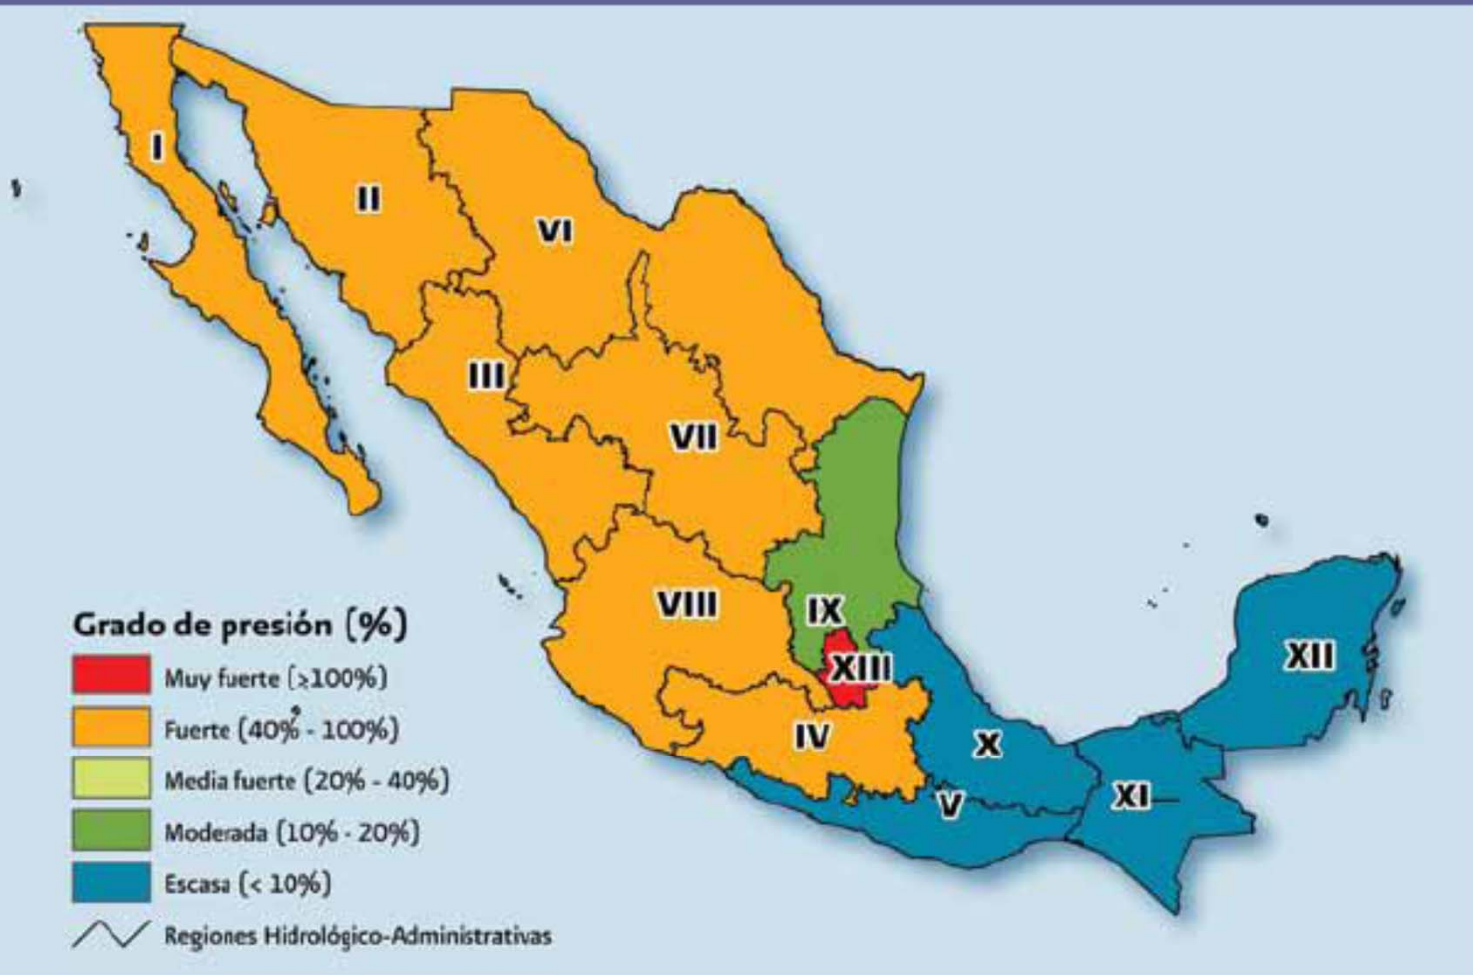 I
II
VI
III
VII
VIII
IX
XIII
XII
IV
X
XI
V
Grado de presión (%)
Muy fuerte (≥100%)
Fuerte (40% - 100%)
Media fuerte (20% - 40%)
Moderada (10% - 20%)
Escasa (< 10%)
Regiones Hidrológico-Administrativas